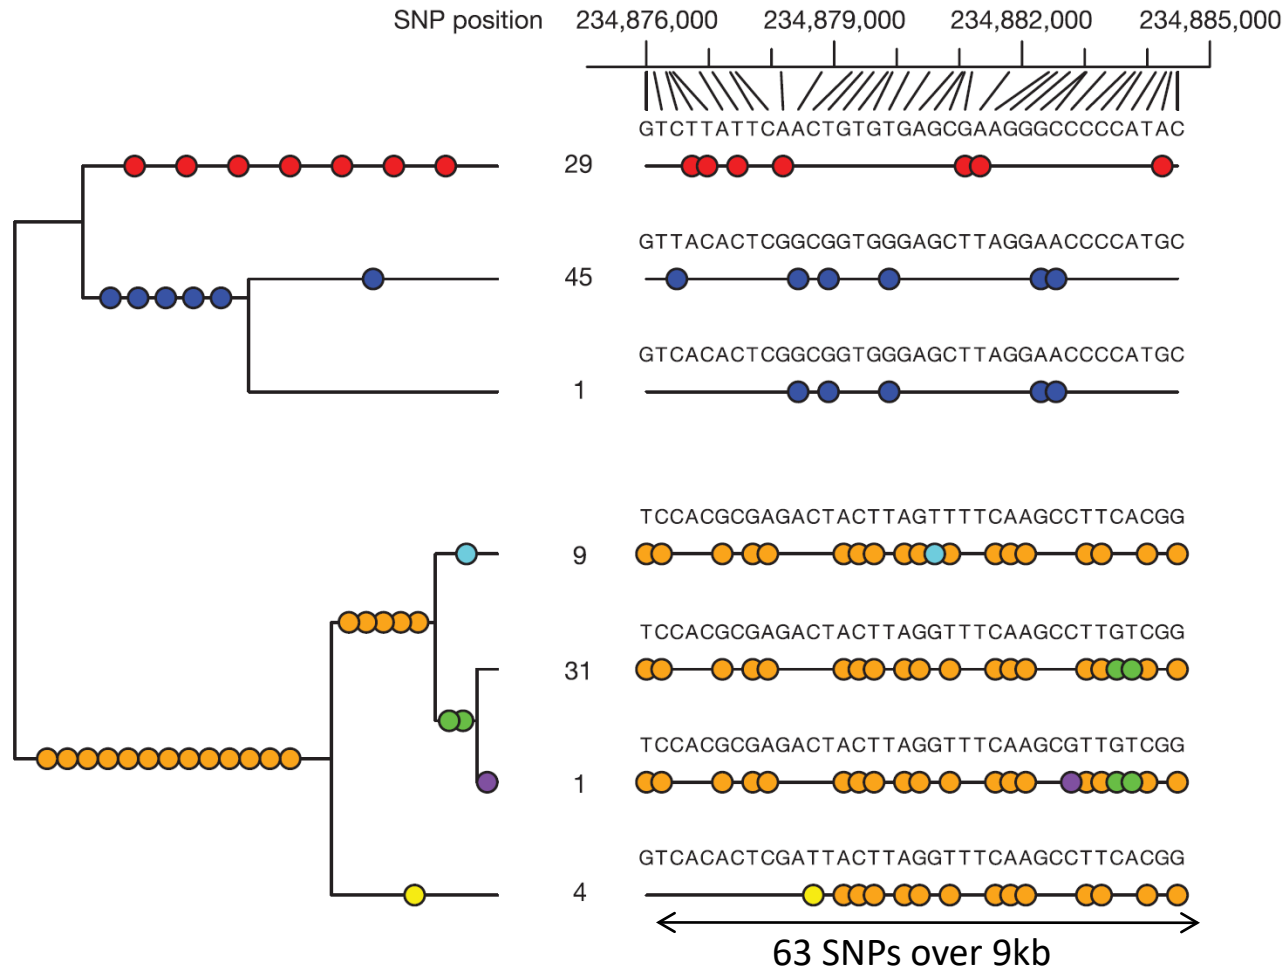 SNP position 234,876,000 234,879,000 234,882,000 234,885,000
GTCTTATTCAACTGTGTGAGCGAAGGGCCCCCATAC
29
GTTACACTCGGCGGTGGGAGCTTAGGAACCCCATGC
45
GTCACACTCGGCGGTGGGAGCTTAGGAACCCCATGC
1
TCCACGCGAGACTACTTAGTTTTCAAGCCTTCACGG
9
TCCACGCGAGACTACTTAGGTTTCAAGCCTTGTCGG
31
TCCACGCGAGACTACTTAGGTTTCAAGCGTTGTCGG
1
GTCACACTCGATTACTTAGGTTTCAAGCCTTCACGG
4
63 SNPs over 9kb